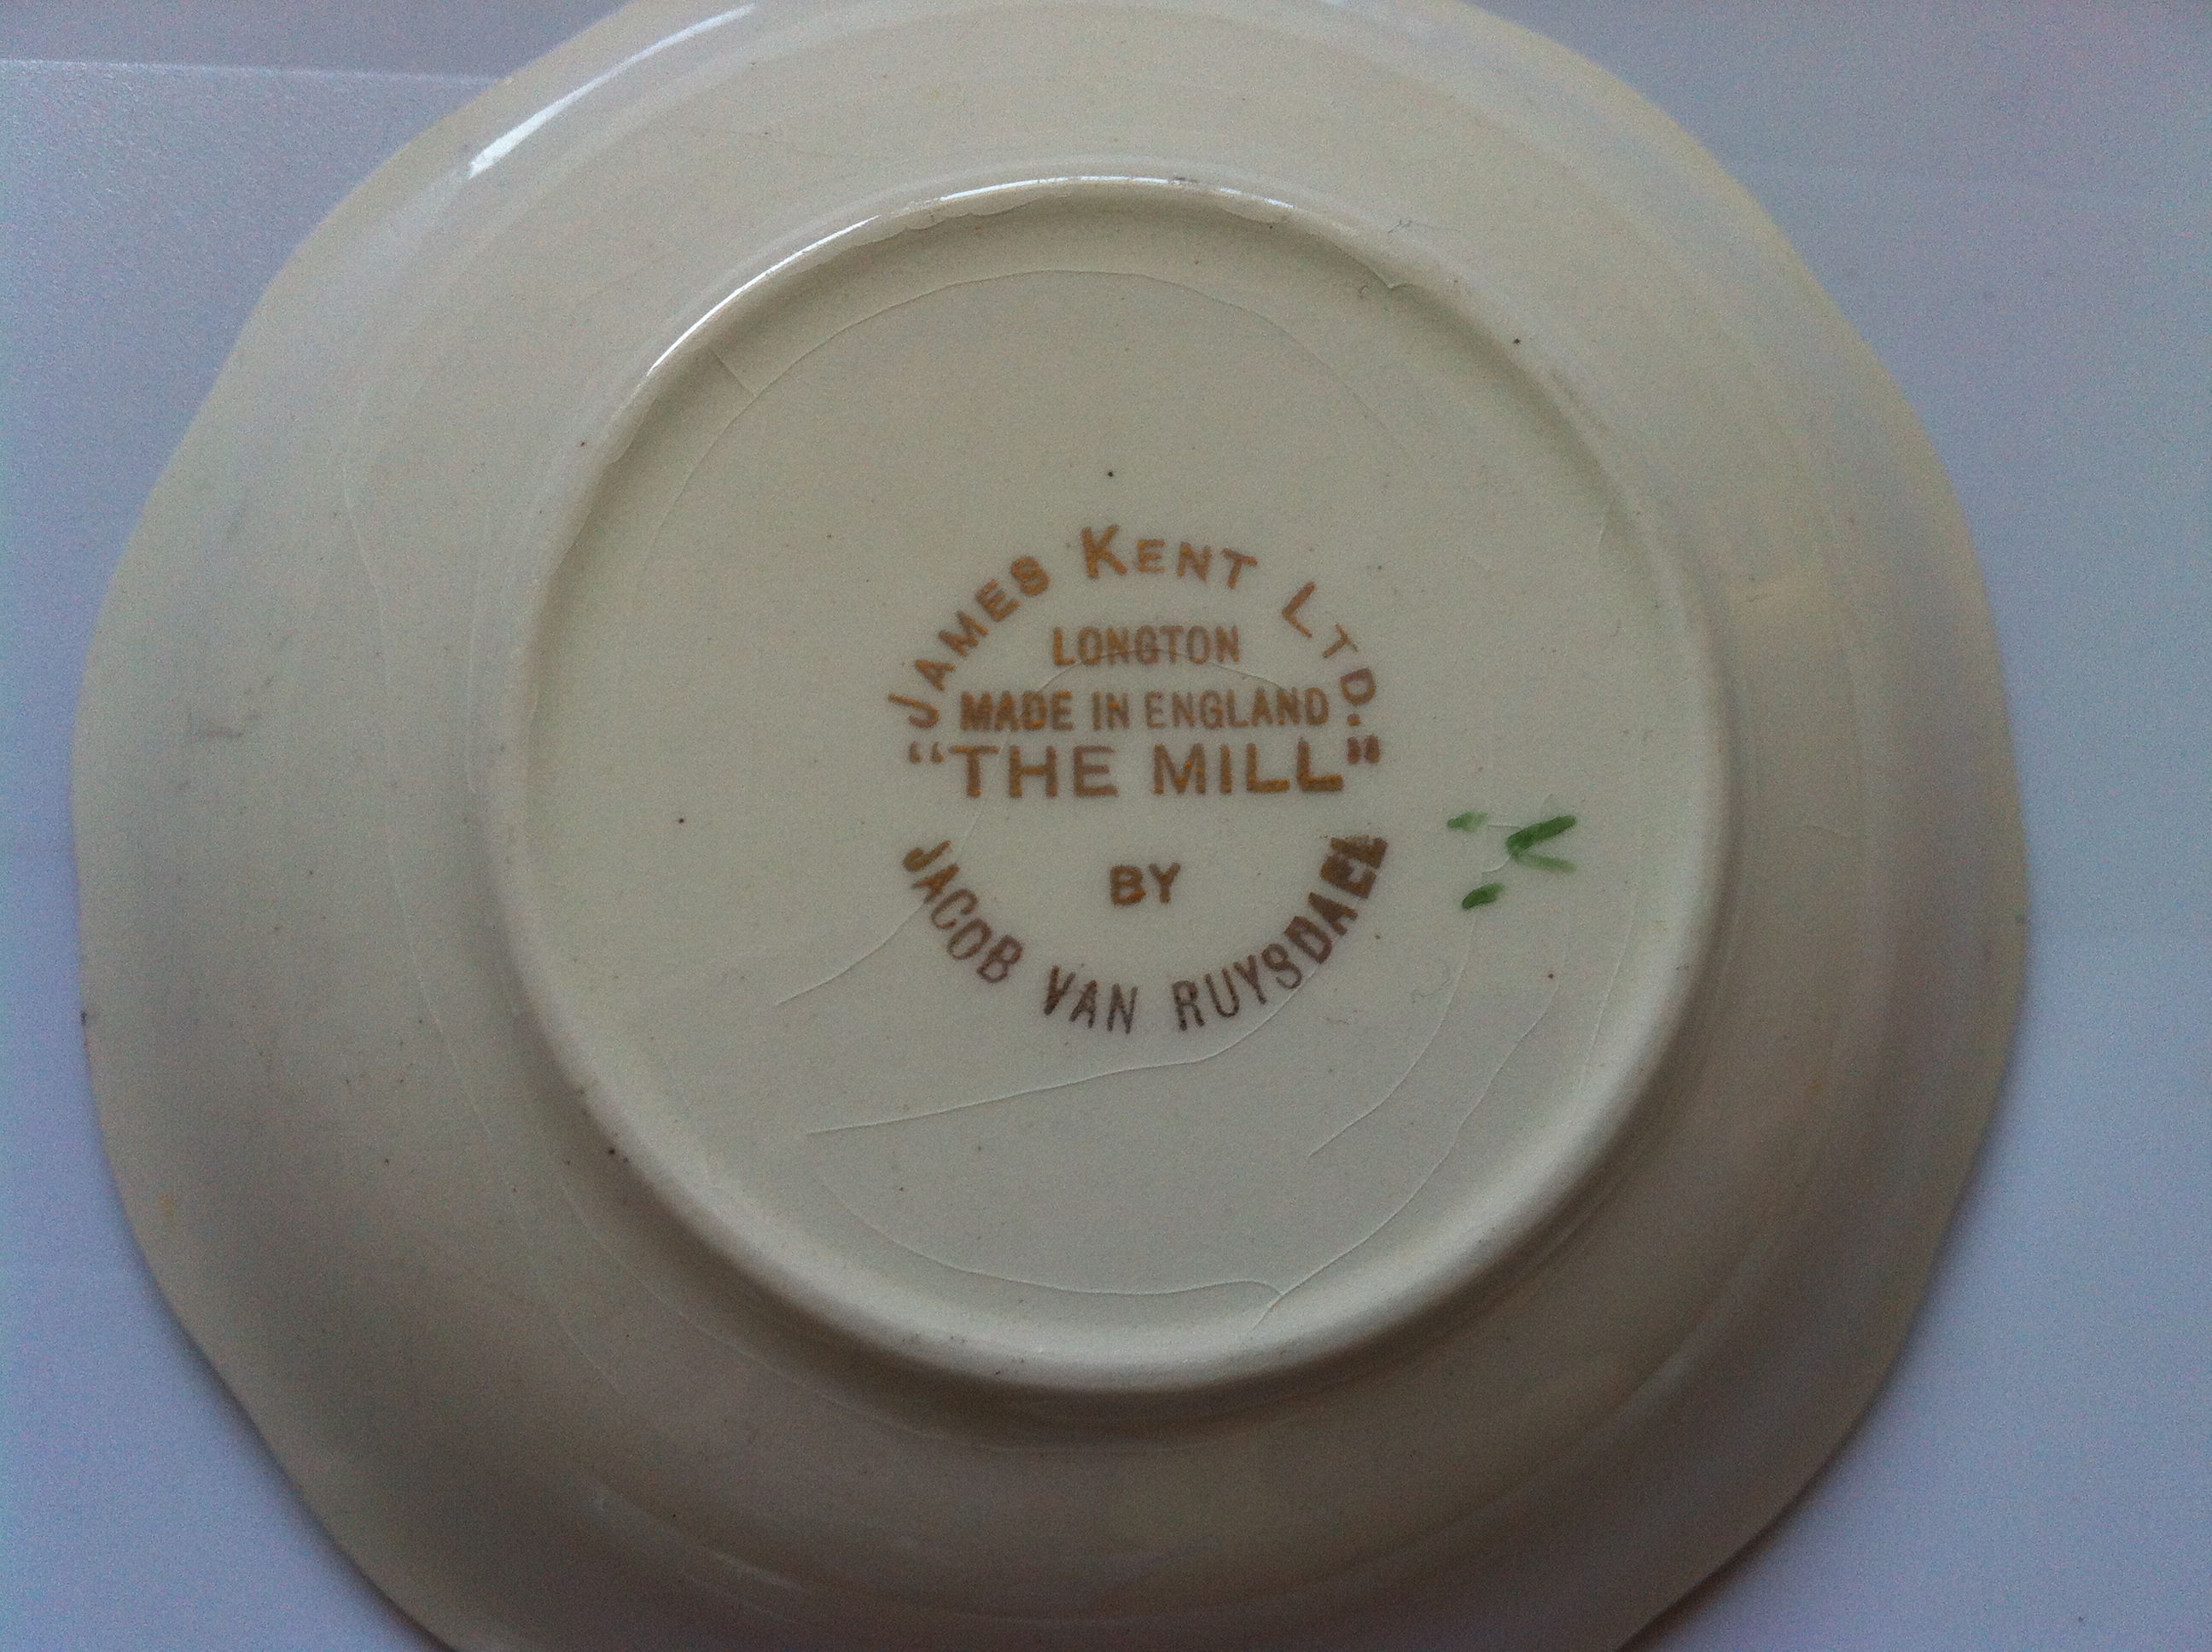 JAMES KENT LTD.
LONGTON
MADE IN ENGLAND
"THE MILL"
BY
JACOB VAN RUYSDAEL